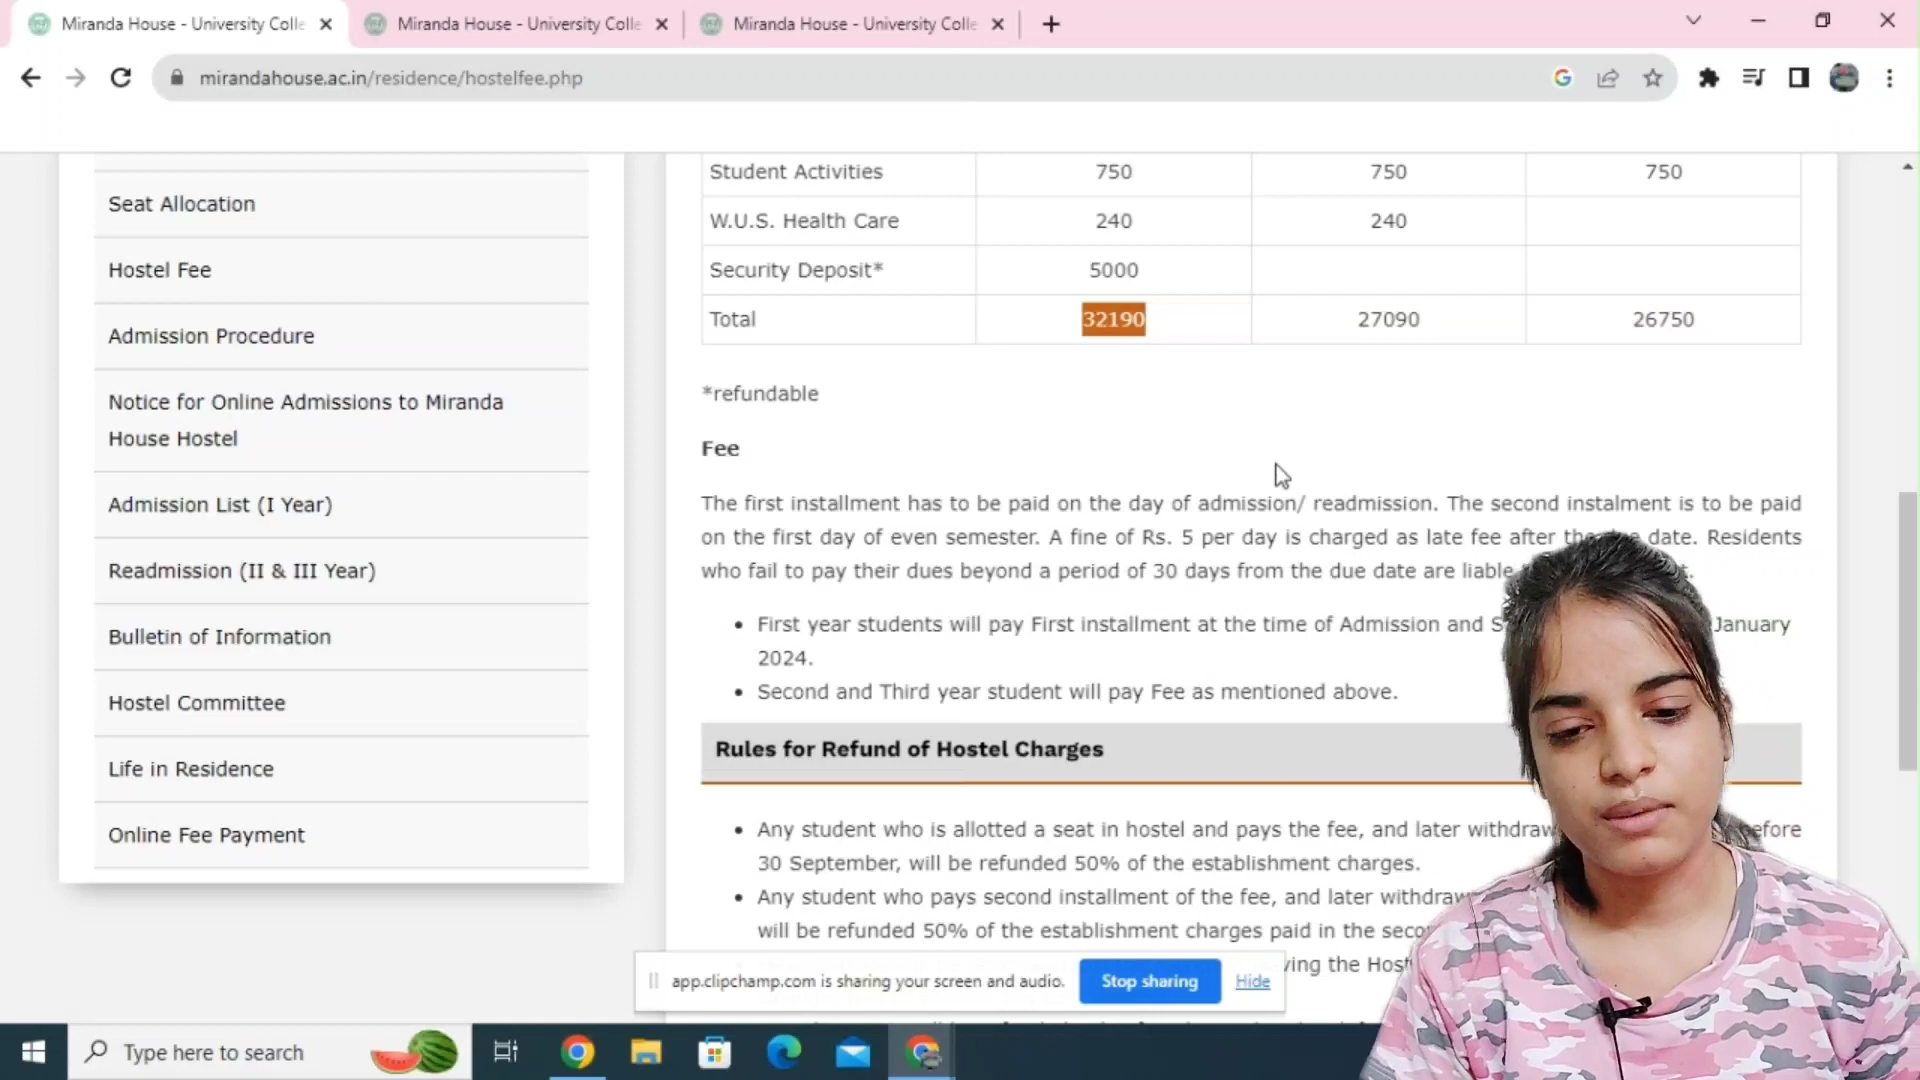 Miranda House - University Colle
Miranda House - University Colle
Miranda House - University Colle
mirandahouse.ac.in/residence/hostelfee.php
Seat Allocation
Hostel Fee
Admission Procedure
Notice for Online Admissions to Miranda
House Hostel
Admission List (I Year)
Readmission (II & III Year)
Bulletin of Information
Hostel Committee
Life in Residence
Online Fee Payment
Student Activities 750 750 750
W.U.S. Health Care 240 240
Security Deposit* 5000
Total 32190 27090 26750
*refundable
Fee
The first installment has to be paid on the day of admission/ readmission. The second instalment is to be paid
on the first day of even semester. A fine of Rs. 5 per day is charged as late fee after the due date. Residents
who fail to pay their dues beyond a period of 30 days from the due date are liable
First year students will pay First installment at the time of Admission and January
2024.
Second and Third year student will pay Fee as mentioned above.
Rules for Refund of Hostel Charges
Any student who is allotted a seat in hostel and pays the fee, and later withdraw
30 September, will be refunded 50% of the establishment charges.
Any student who pays second installment of the fee, and later withdraw
will be refunded 50% of the establishment charges paid in the
the
app.clipchamp.com is sharing your screen and audio. Stop sharing Hide
Type here to search